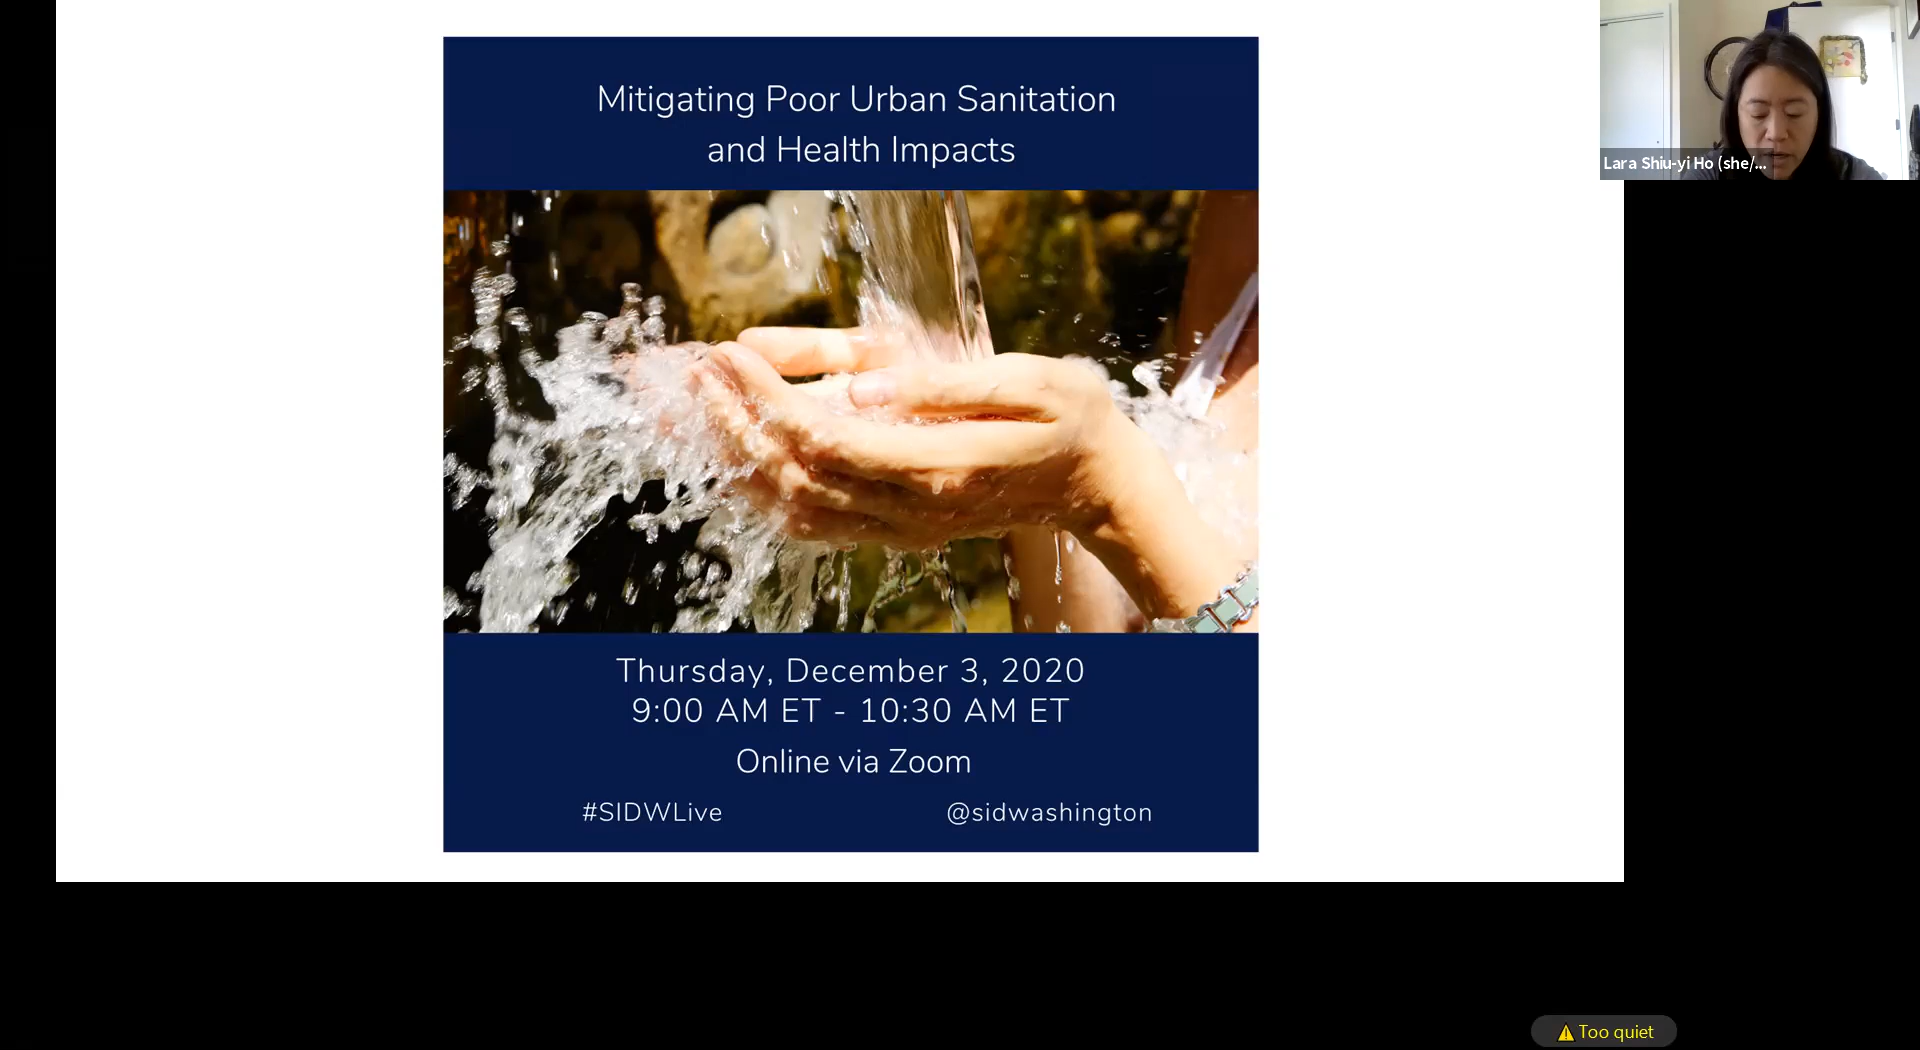 Mitigating Poor Urban Sanitation
and Health Impacts
Lara Shiu-yi Ho (she/...
Thursday, December 3, 2020
9:00 AM ET - 10:30 AM ET
Online via Zoom
#SIDWLive
@sidwashington
Too quiet